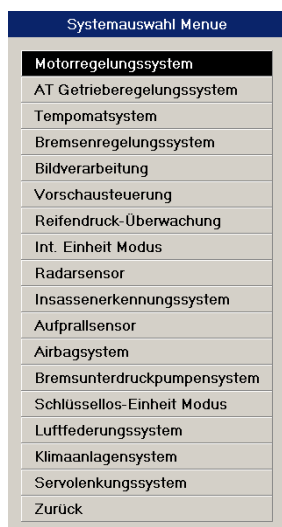 Systemauswahl Menue
Motorregelungssystem
AT Getrieberegelungssystem
Tempomatsystem
Bremsenregelungssystem
Bildverarbeitung
Vorschausteuerung
Reifendruck-Überwachung
Int. Einheit Modus
Radarsensor
Insassenerkennungssystem
Aufprallsensor
Airbagsystem
Bremsunterdruckpumpensystem
Schlüssellos-Einheit Modus
Luftfederungssystem
Klimaanlagensystem
Servolenkungssystem
Zurück